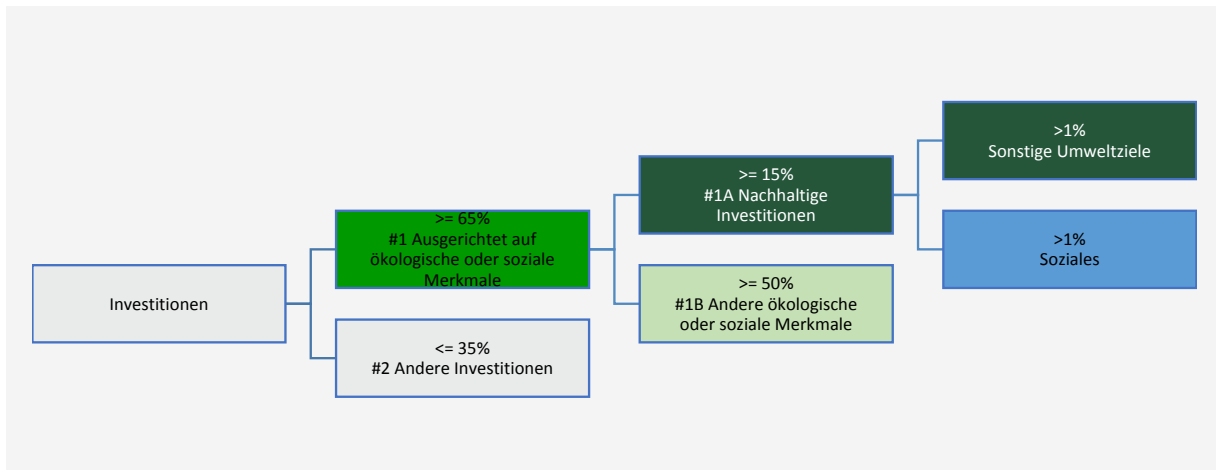 Investitionen
>= 65%
#1 Ausgerichtet auf
ökologische oder soziale
Merkmale
<= 35%
#2 Andere Investitionen
>= 15%
#1A Nachhaltige
Investitionen
>= 50%
#1B Andere ökologische
oder soziale Merkmale
>1%
Sonstige Umweltziele
>1%
Soziales